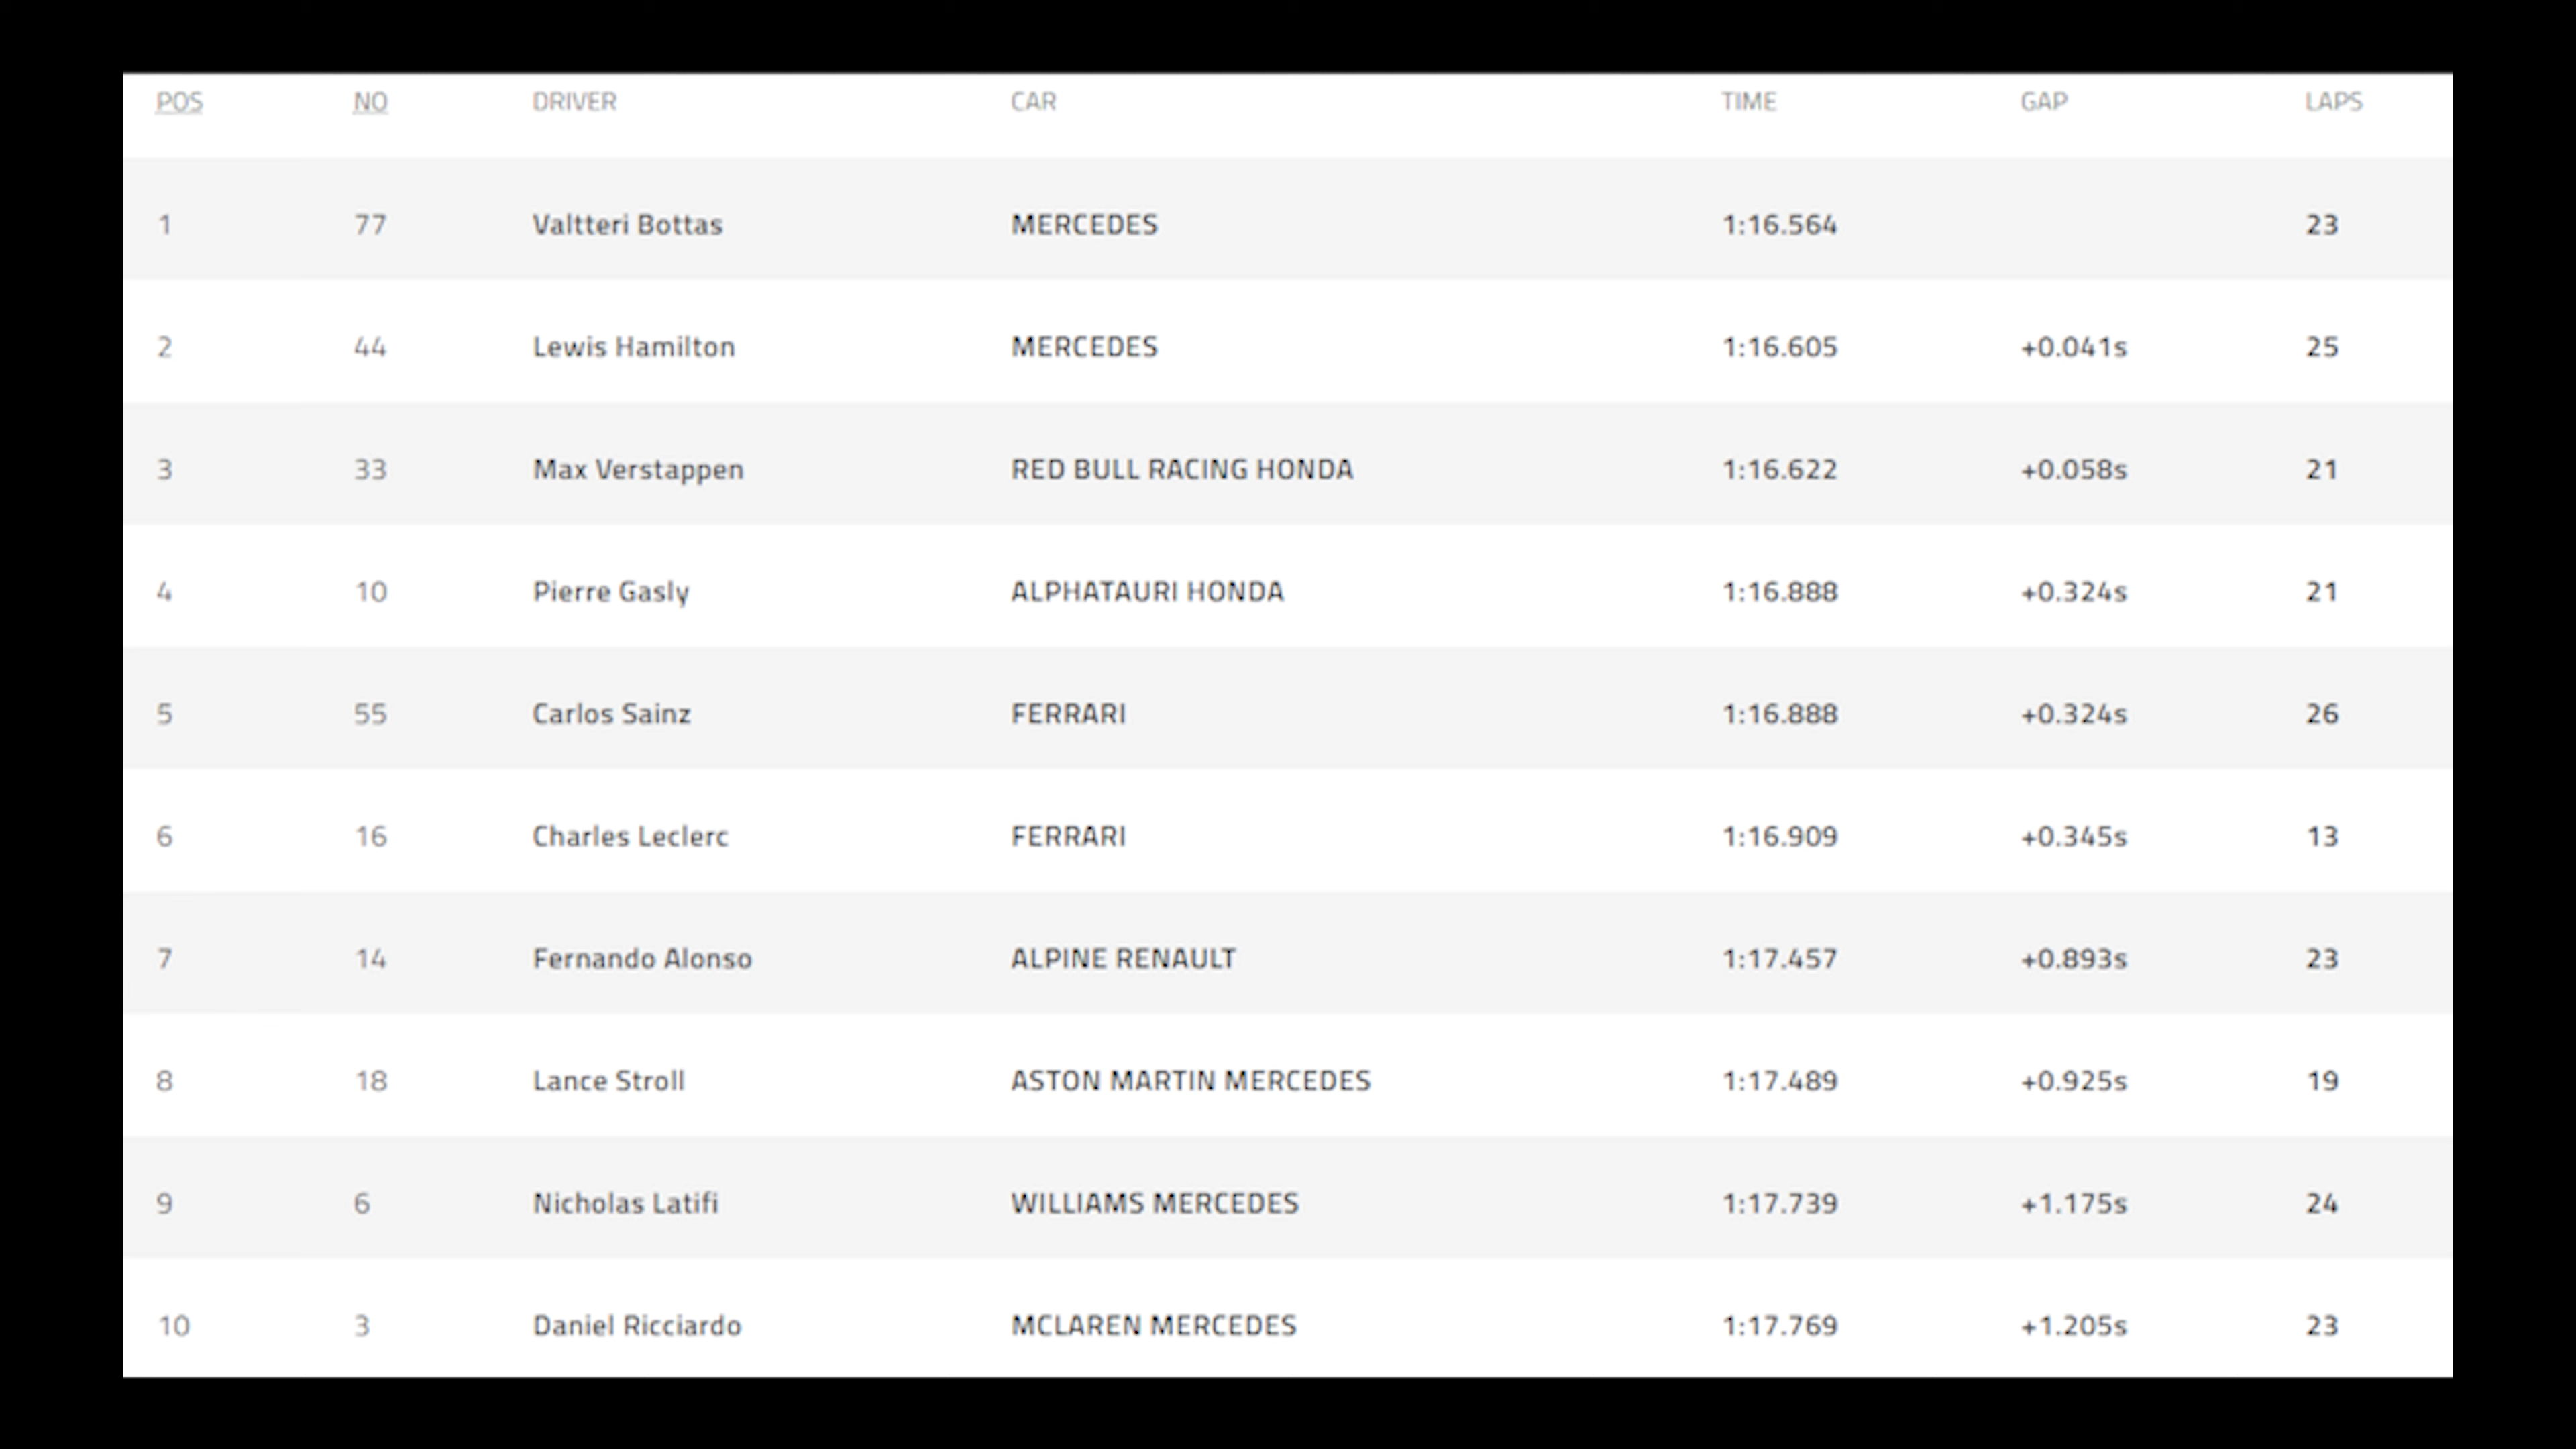 POS NO DRIVER CAR TIME GAP LAPS
1 77 Valtteri Bottas MERCEDES 1:16.564 23
2 44 Lewis Hamilton MERCEDES 1:16.605 +0.041s 25
3 33 Max Verstappen RED BULL RACING HONDA 1:16.622 +0.058s 21
4 10 Pierre Gasly ALPHATAURI HONDA 1:16.888 +0.324s 21
5 55 Carlos Sainz FERRARI 1:16.888 +0.324s 26
6 16 Charles Leclerc FERRARI 1:16.909 +0.345s 13
7 14 Fernando Alonso ALPINE RENAULT 1:17.457 +0.893s 23
8 18 Lance Stroll ASTON MARTIN MERCEDES 1:17.489 +0.925s 19
9 6 Nicholas Latifi WILLIAMS MERCEDES 1:17.739 +1.175s 24
10 3 Daniel Ricciardo MCLAREN MERCEDES 1:17.769 +1.205s 23